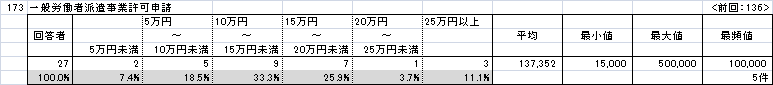 173 一般労働者派遣事業許可申請 <前回:136>
回答者 5万円未満 5万円～10万円未満 10万円～15万円未満 15万円～20万円未満 20万円～25万円未満 25万円以上 平均 最小値 最大値 最頻値
27 2 5 9 7 1 3 137,352 15,000 500,000 100,000
100.0% 7.4% 18.5% 33.3% 25.9% 3.7% 11.1% 5件